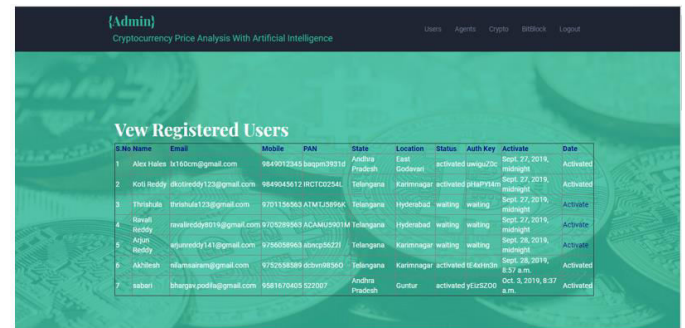 {Admin}
Cryptocurrency Price Analysis With Artificial Intelligence
Users Agents Crypto BitBlock Logout
Vew Registered Users
S.No Name Email Mobile PAN State Location Status Auth Key Activate Date
1 Alex Hales lx160cm@gmail.com 9849012345 baqpm3931d Andhra Pradesh East Godavari activated Sept. 27, 2019, midnight Activated
2 Koti Reddy dkotireddy123@gmail.com 9849045612 IRCTC0254L Telangana Karimnagar activated Sept. 27, 2019, midnight Activated
3 Thrishula thrishula123@gmail.com 9701156563 ATMTJ5896K Telangana Hyderabad waiting waiting Sept. 27, 2019, midnight Activate
4 Ravali Reddy ravalireddy8019@gmail.com 9705289563 ACAMU5901M Telangana Hyderabad waiting waiting Sept. 27, 2019, midnight Activate
5 Arjun Reddy arjunreddy141@gmail.com 9756058963 abncp5622l Telangana Karimnagar waiting waiting Sept. 28, 2019, midnight Activate
6 Akhilesh nilamsairam@gmail.com 9752658589 dcbvn9856O Telangana Karimnagar activated Sept. 28, 2019, 8:57 a.m. Activated
7 sabari bhargav.podila@gmail.com 9581670405 522007 Andhra Pradesh Guntur activated yEizSZO0 Oct. 3, 2019, 8:37 a.m. Activated